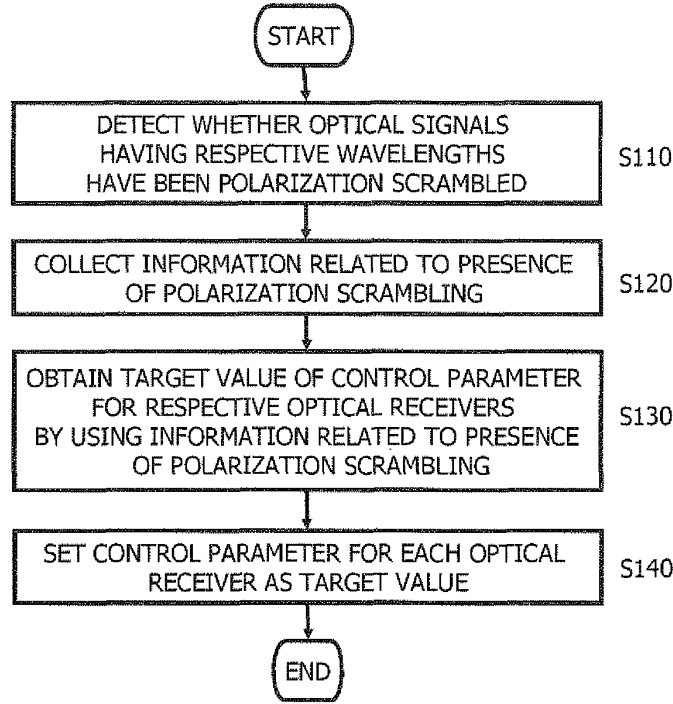 START
DETECT WHETHER OPTICAL SIGNALS
HAVING RESPECTIVE WAVELENGTHS
HAVE BEEN POLARIZATION SCRAMBLED
S110
COLLECT INFORMATION RELATED TO PRESENCE
OF POLARIZATION SCRAMBLING
S120
OBTAIN TARGET VALUE OF CONTROL PARAMETER
FOR RESPECTIVE OPTICAL RECEIVERS
BY USING INFORMATION RELATED TO PRESENCE
OF POLARIZATION SCRAMBLING
S130
SET CONTROL PARAMETER FOR EACH OPTICAL
RECEIVER AS TARGET VALUE
S140
END